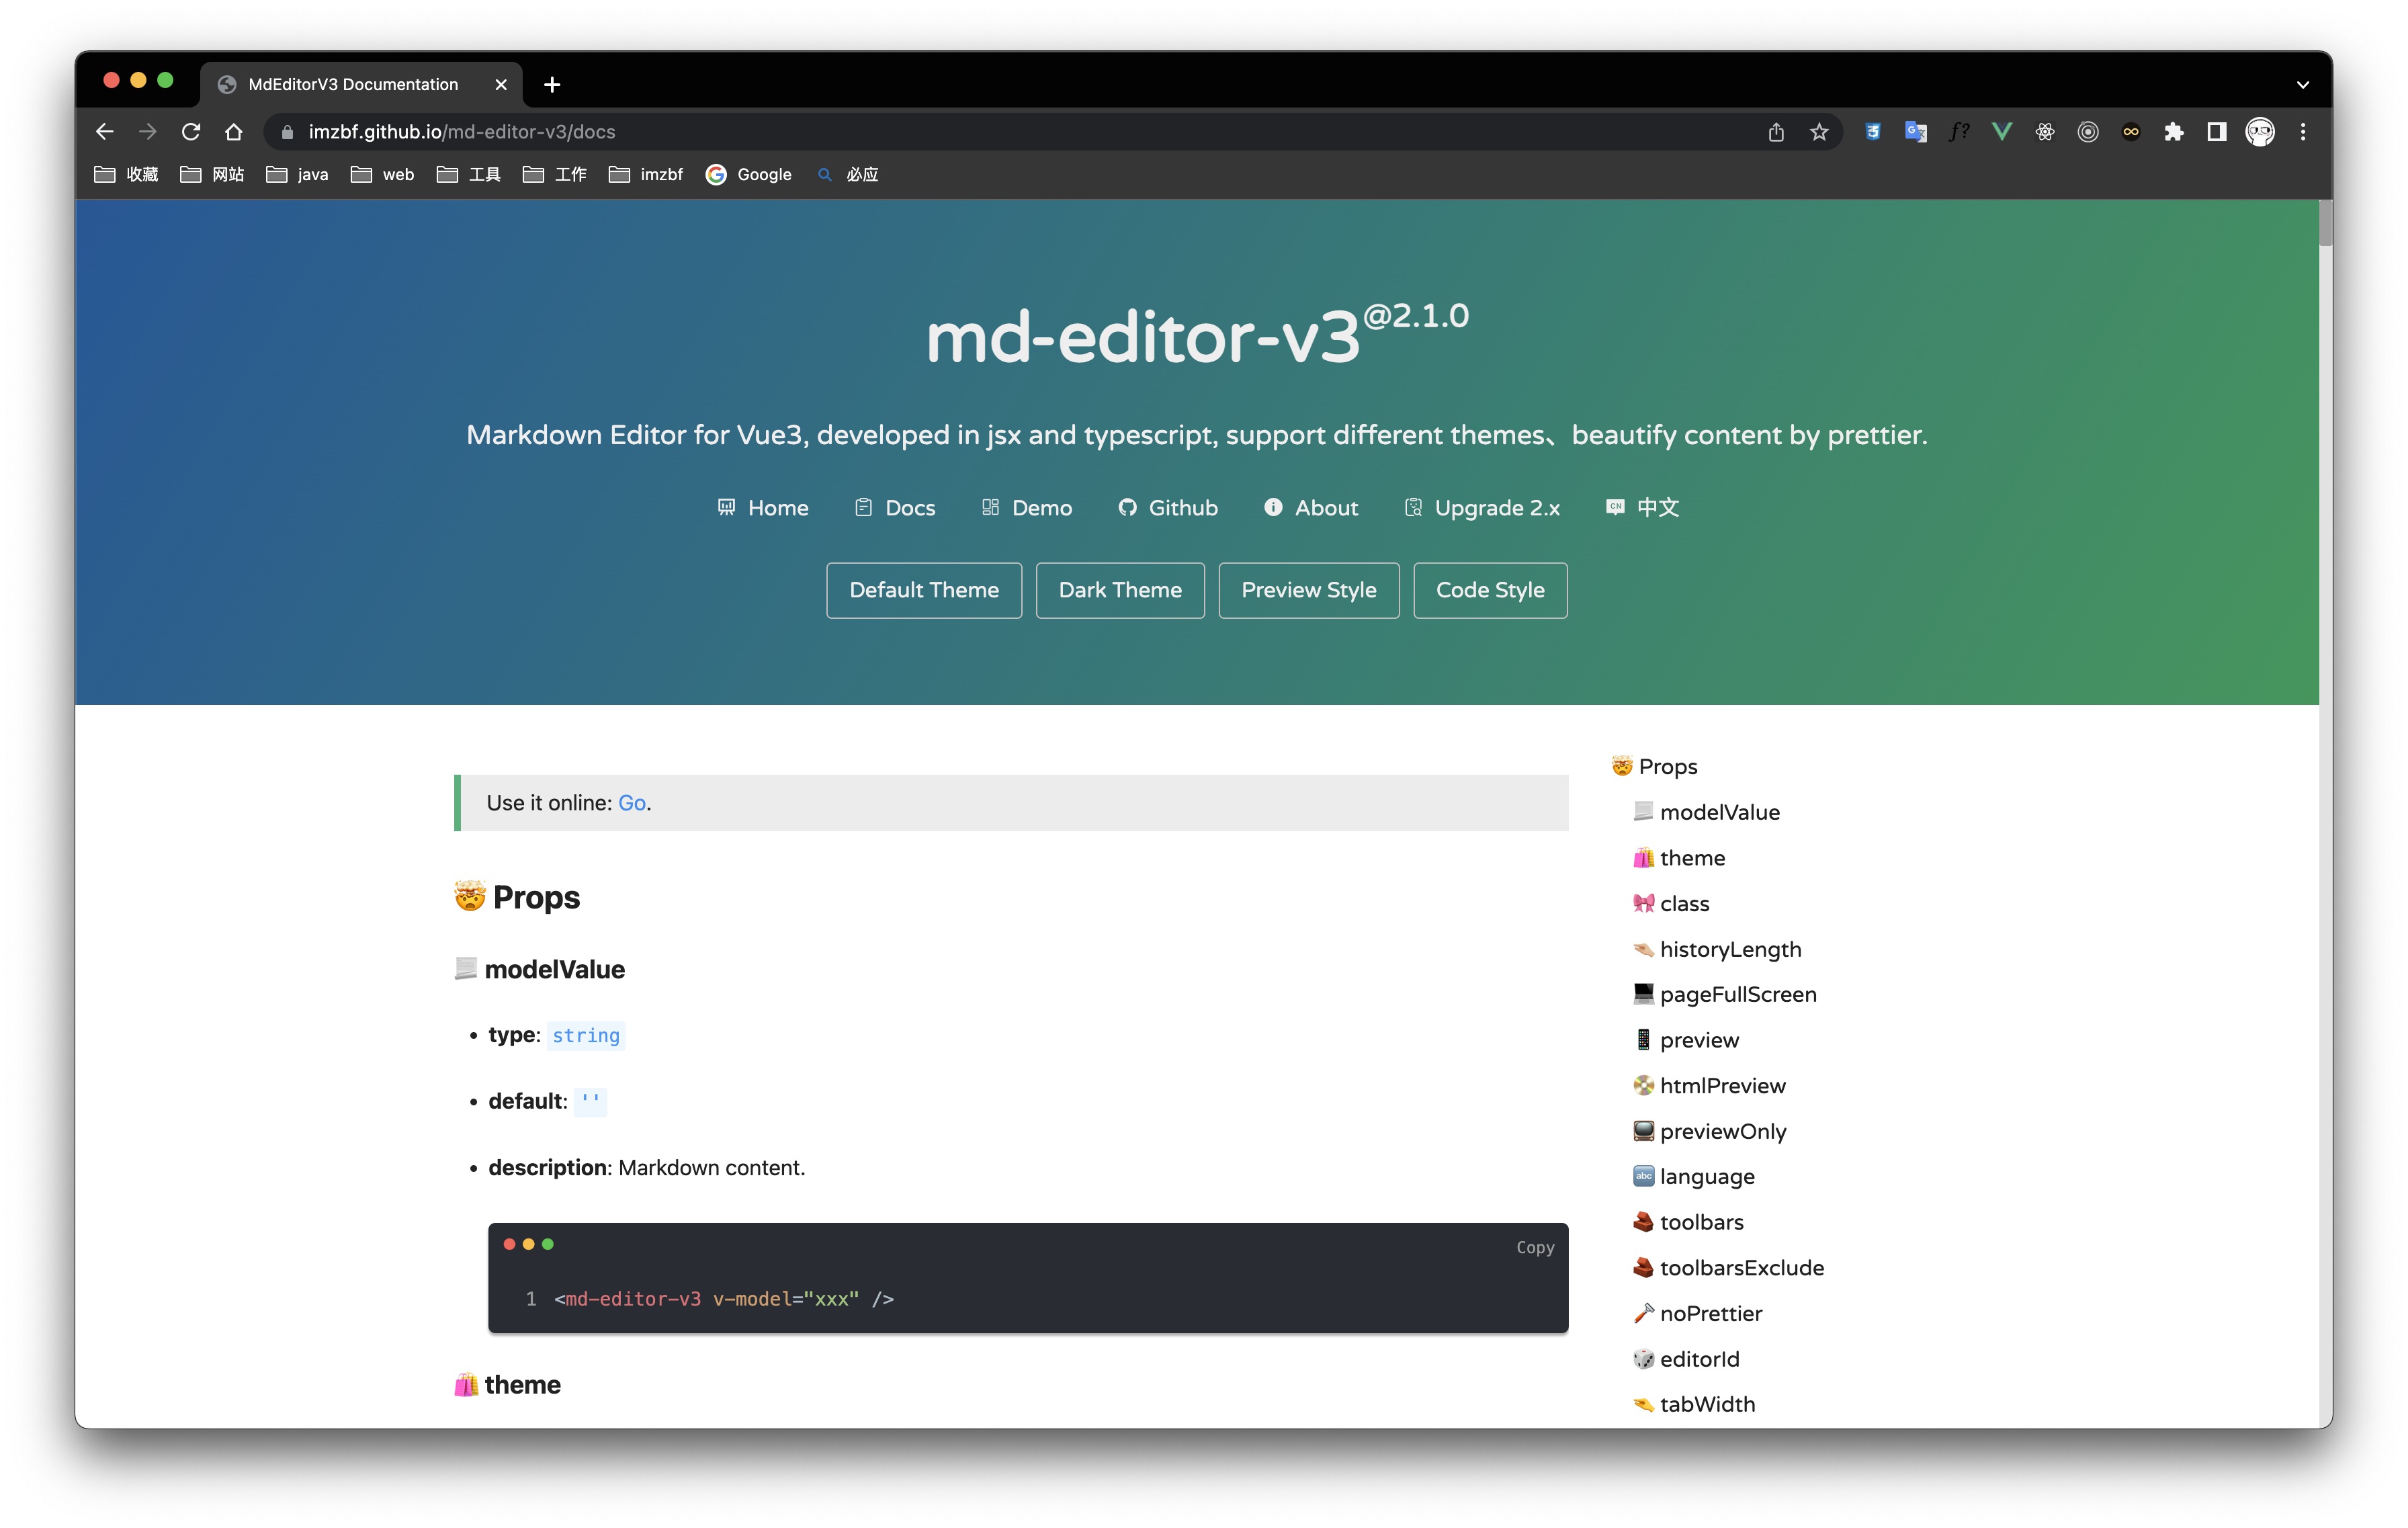 MdEditorV3 Documentation
imzbf.github.io/md-editor-v3/docs
收藏 网站 java web 工具 工作 imzbf Google 必应
md-editor-v3@2.1.0
Markdown Editor for Vue3, developed in jsx and typescript, support different themes、beautify content by prettier.
Home Docs Demo Github About Upgrade 2.x CN 中文
Default Theme Dark Theme Preview Style Code Style
Use it online: Go.
🤯 Props
📃 modelValue
• type: string
• default: ''
• description: Markdown content.
Copy
1 <md-editor-v3 v-model="xxx" />
🛍 theme
🤯 Props
📃 modelValue
🛍 theme
🎀 class
historyLength
💻 pageFullScreen
📱 preview
📀 htmlPreview
📺 previewOnly
🔤 language
🧱 toolbars
🧱 toolbarsExclude
🪒 noPrettier
🎲 editorId
tabWidth